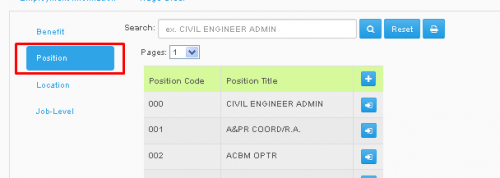 Benefit
Position
Location
Job-Level
Search: ex. CIVIL ENGINEER ADMIN Reset
Pages: 1
Position Code Position Title
000 CIVIL ENGINEER ADMIN
001 A&PR COORD/R.A.
002 ACBM OPTR